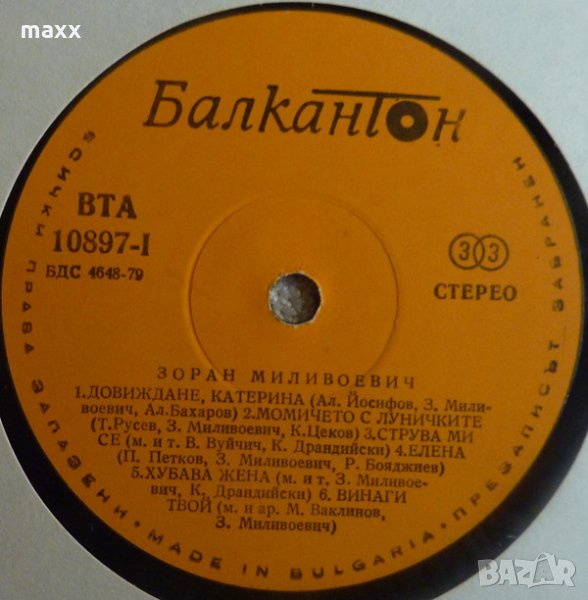 maxx
Балкантон
ВТА
10897-I
БДС 4648-79
33
СТЕРЕО
ЗОРАН МИЛИВОЕВИЧ
1.ДОВИЖДАНЕ, КАТЕРИНА (Ал. Йосифов, З. Мили-
воевич, Ал.Бахаров) 2.МОМИЧЕТО С ЛУНИЧКИТЕ
(Т.Русев, З. Миливоевич, К.Цеков) 3.СТРУВА МИ
СЕ (м. и т. В. Вуйчич, К. Драндийски) 4.ЕЛЕНА
(П. Петков, З. Миливоевич, Р. Бояджиев)
5.ХУБАВА ЖЕНА (м. и т. З. Миливое-
вич, К. Драндийски) 6. ВИНАГИ
ТВОЙ (м. и ар. М. Ваклинов,
З. Миливоевич)
ВСИЧКИ ПРАВА ЗАПАЗЕНИ · MADE IN BULGARIA · ПРЕЗАПИСЪТ ЗАБРАНЕН
BAZAR